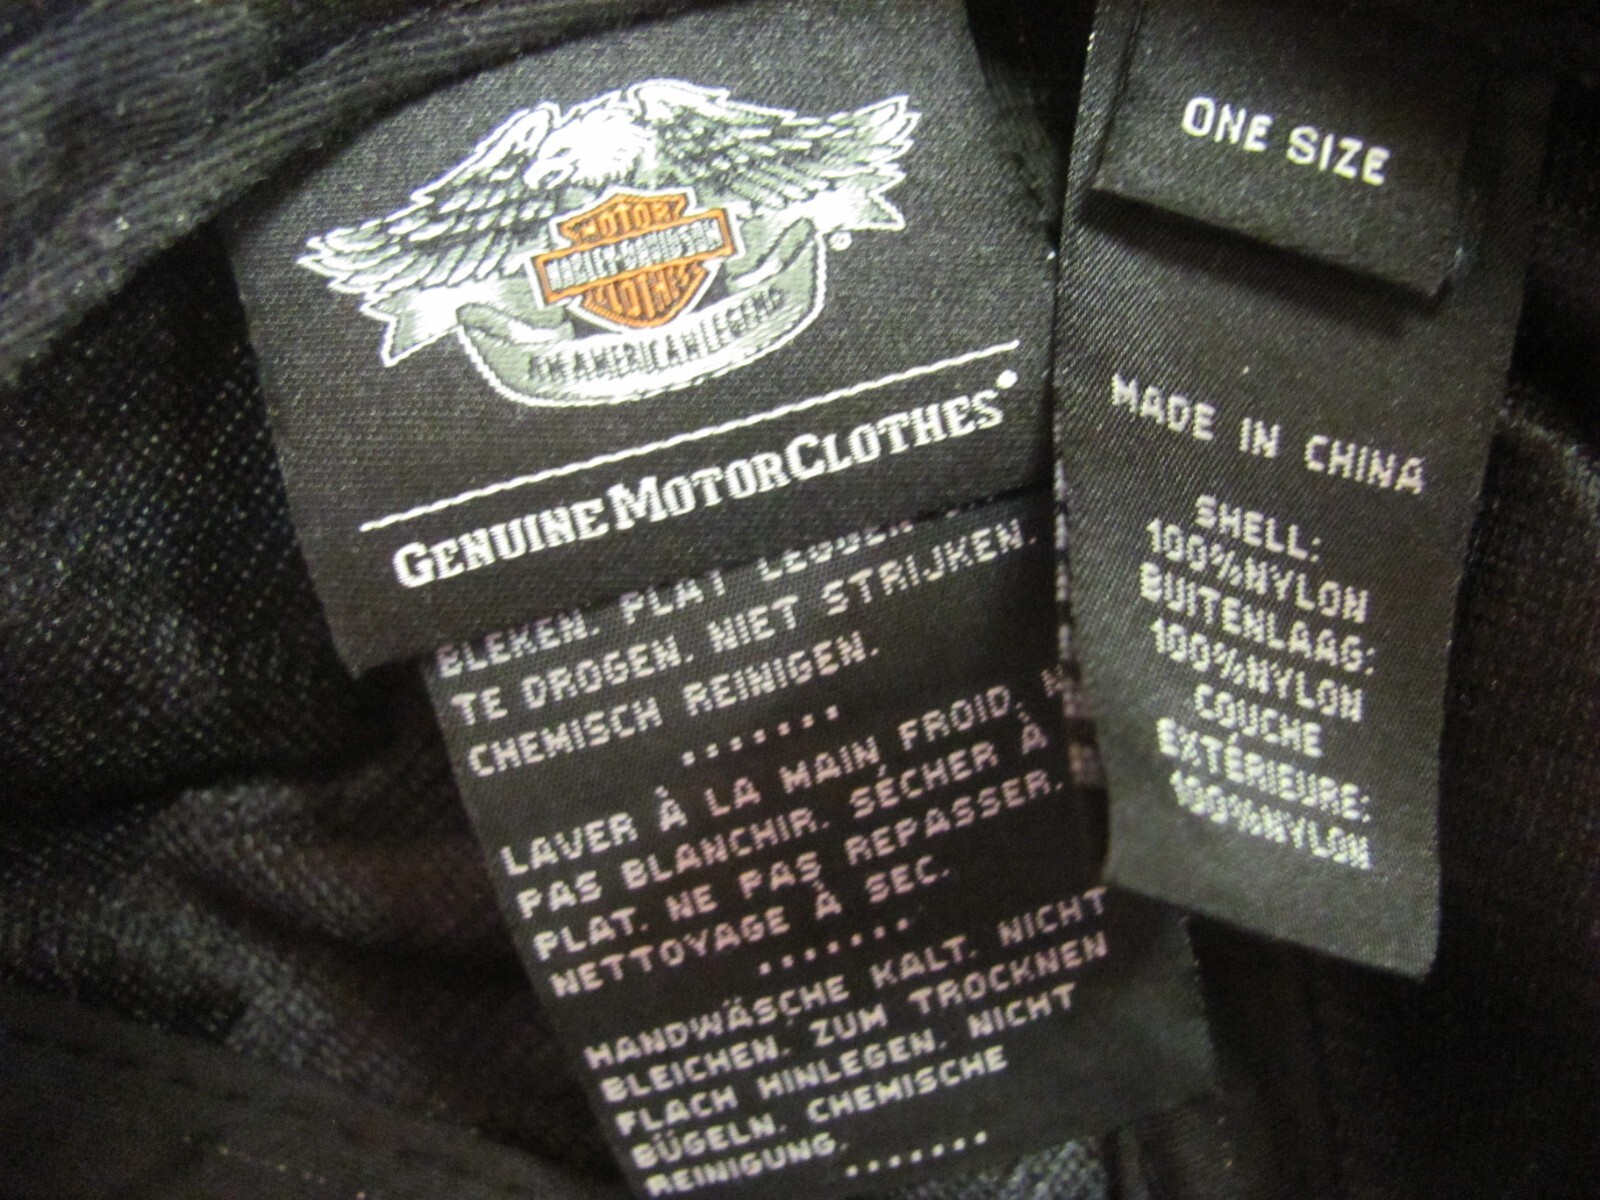 MOTOR
HARLEY-DAVIDSON
CLOTHES
®
AN AMERICAN LEGEND
GENUINE MOTORCLOTHES®
BLEKEN. PLAT
TE DROGEN. NIET STRIJKEN.
CHEMISCH REINIGEN.
.......
LAVER À LA MAIN, FROID. N
PAS BLANCHIR. SÉCHER À
PLAT. NE PAS REPASSER.
NETTOYAGE À SEC.
.......
HANDWÄSCHE KALT. NICHT
BLEICHEN. ZUM TROCKNEN
FLACH HINLEGEN. NICHT
BÜGELN. CHEMISCHE
REINIGUNG.
.......
ONE SIZE
MADE IN CHINA
SHELL:
100%NYLON
BUITENLAAG:
100%NYLON
COUCHE
EXTÉRIEURE:
100%NYLON